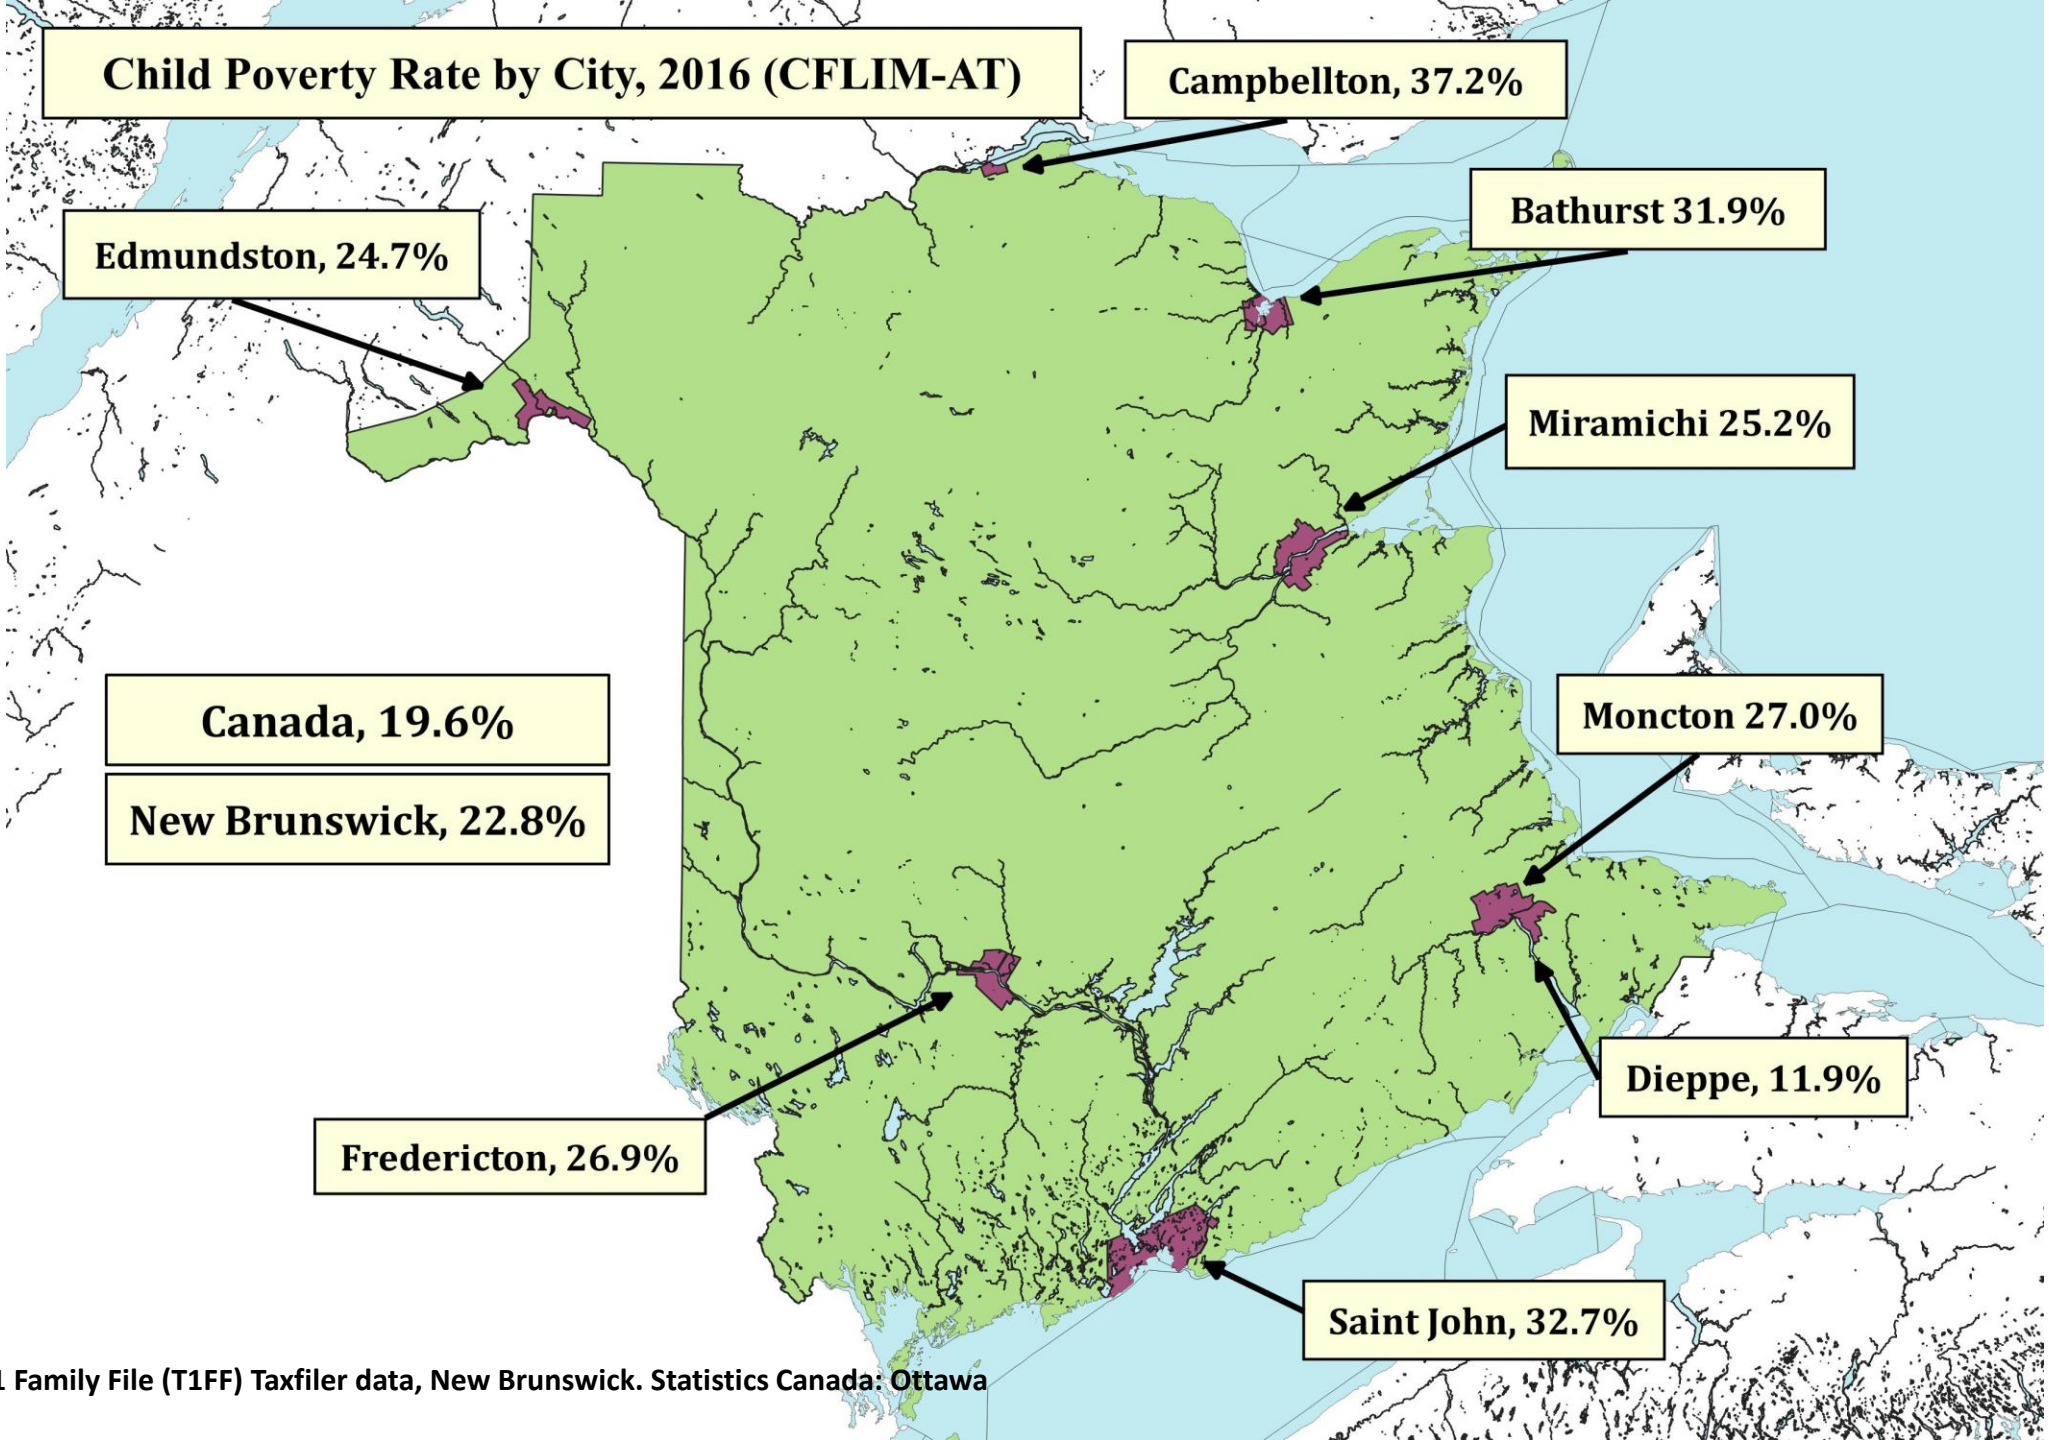 Child Poverty Rate by City, 2016 (CFLIM-AT)
Campbellton, 37.2%
Bathurst 31.9%
Edmundston, 24.7%
Miramichi 25.2%
Canada, 19.6%
Moncton 27.0%
New Brunswick, 22.8%
Dieppe, 11.9%
Fredericton, 26.9%
Saint John, 32.7%
Family File (T1FF) Taxfiler data, New Brunswick. Statistics Canada: Ottawa